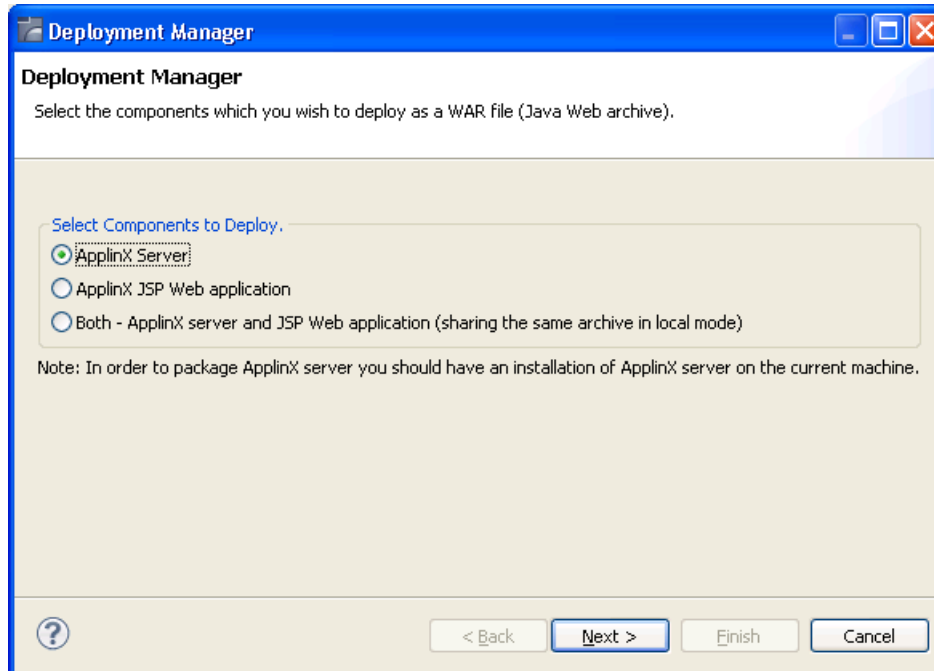 Deployment Manager
Deployment Manager
Select the components which you wish to deploy as a WAR file (Java Web archive).
Select Components to Deploy.
ApplinX Server
ApplinX JSP Web application
Both - ApplinX server and JSP Web application (sharing the same archive in local mode)
Note: In order to package ApplinX server you should have an installation of ApplinX server on the current machine.
? < Back Next > Finish Cancel